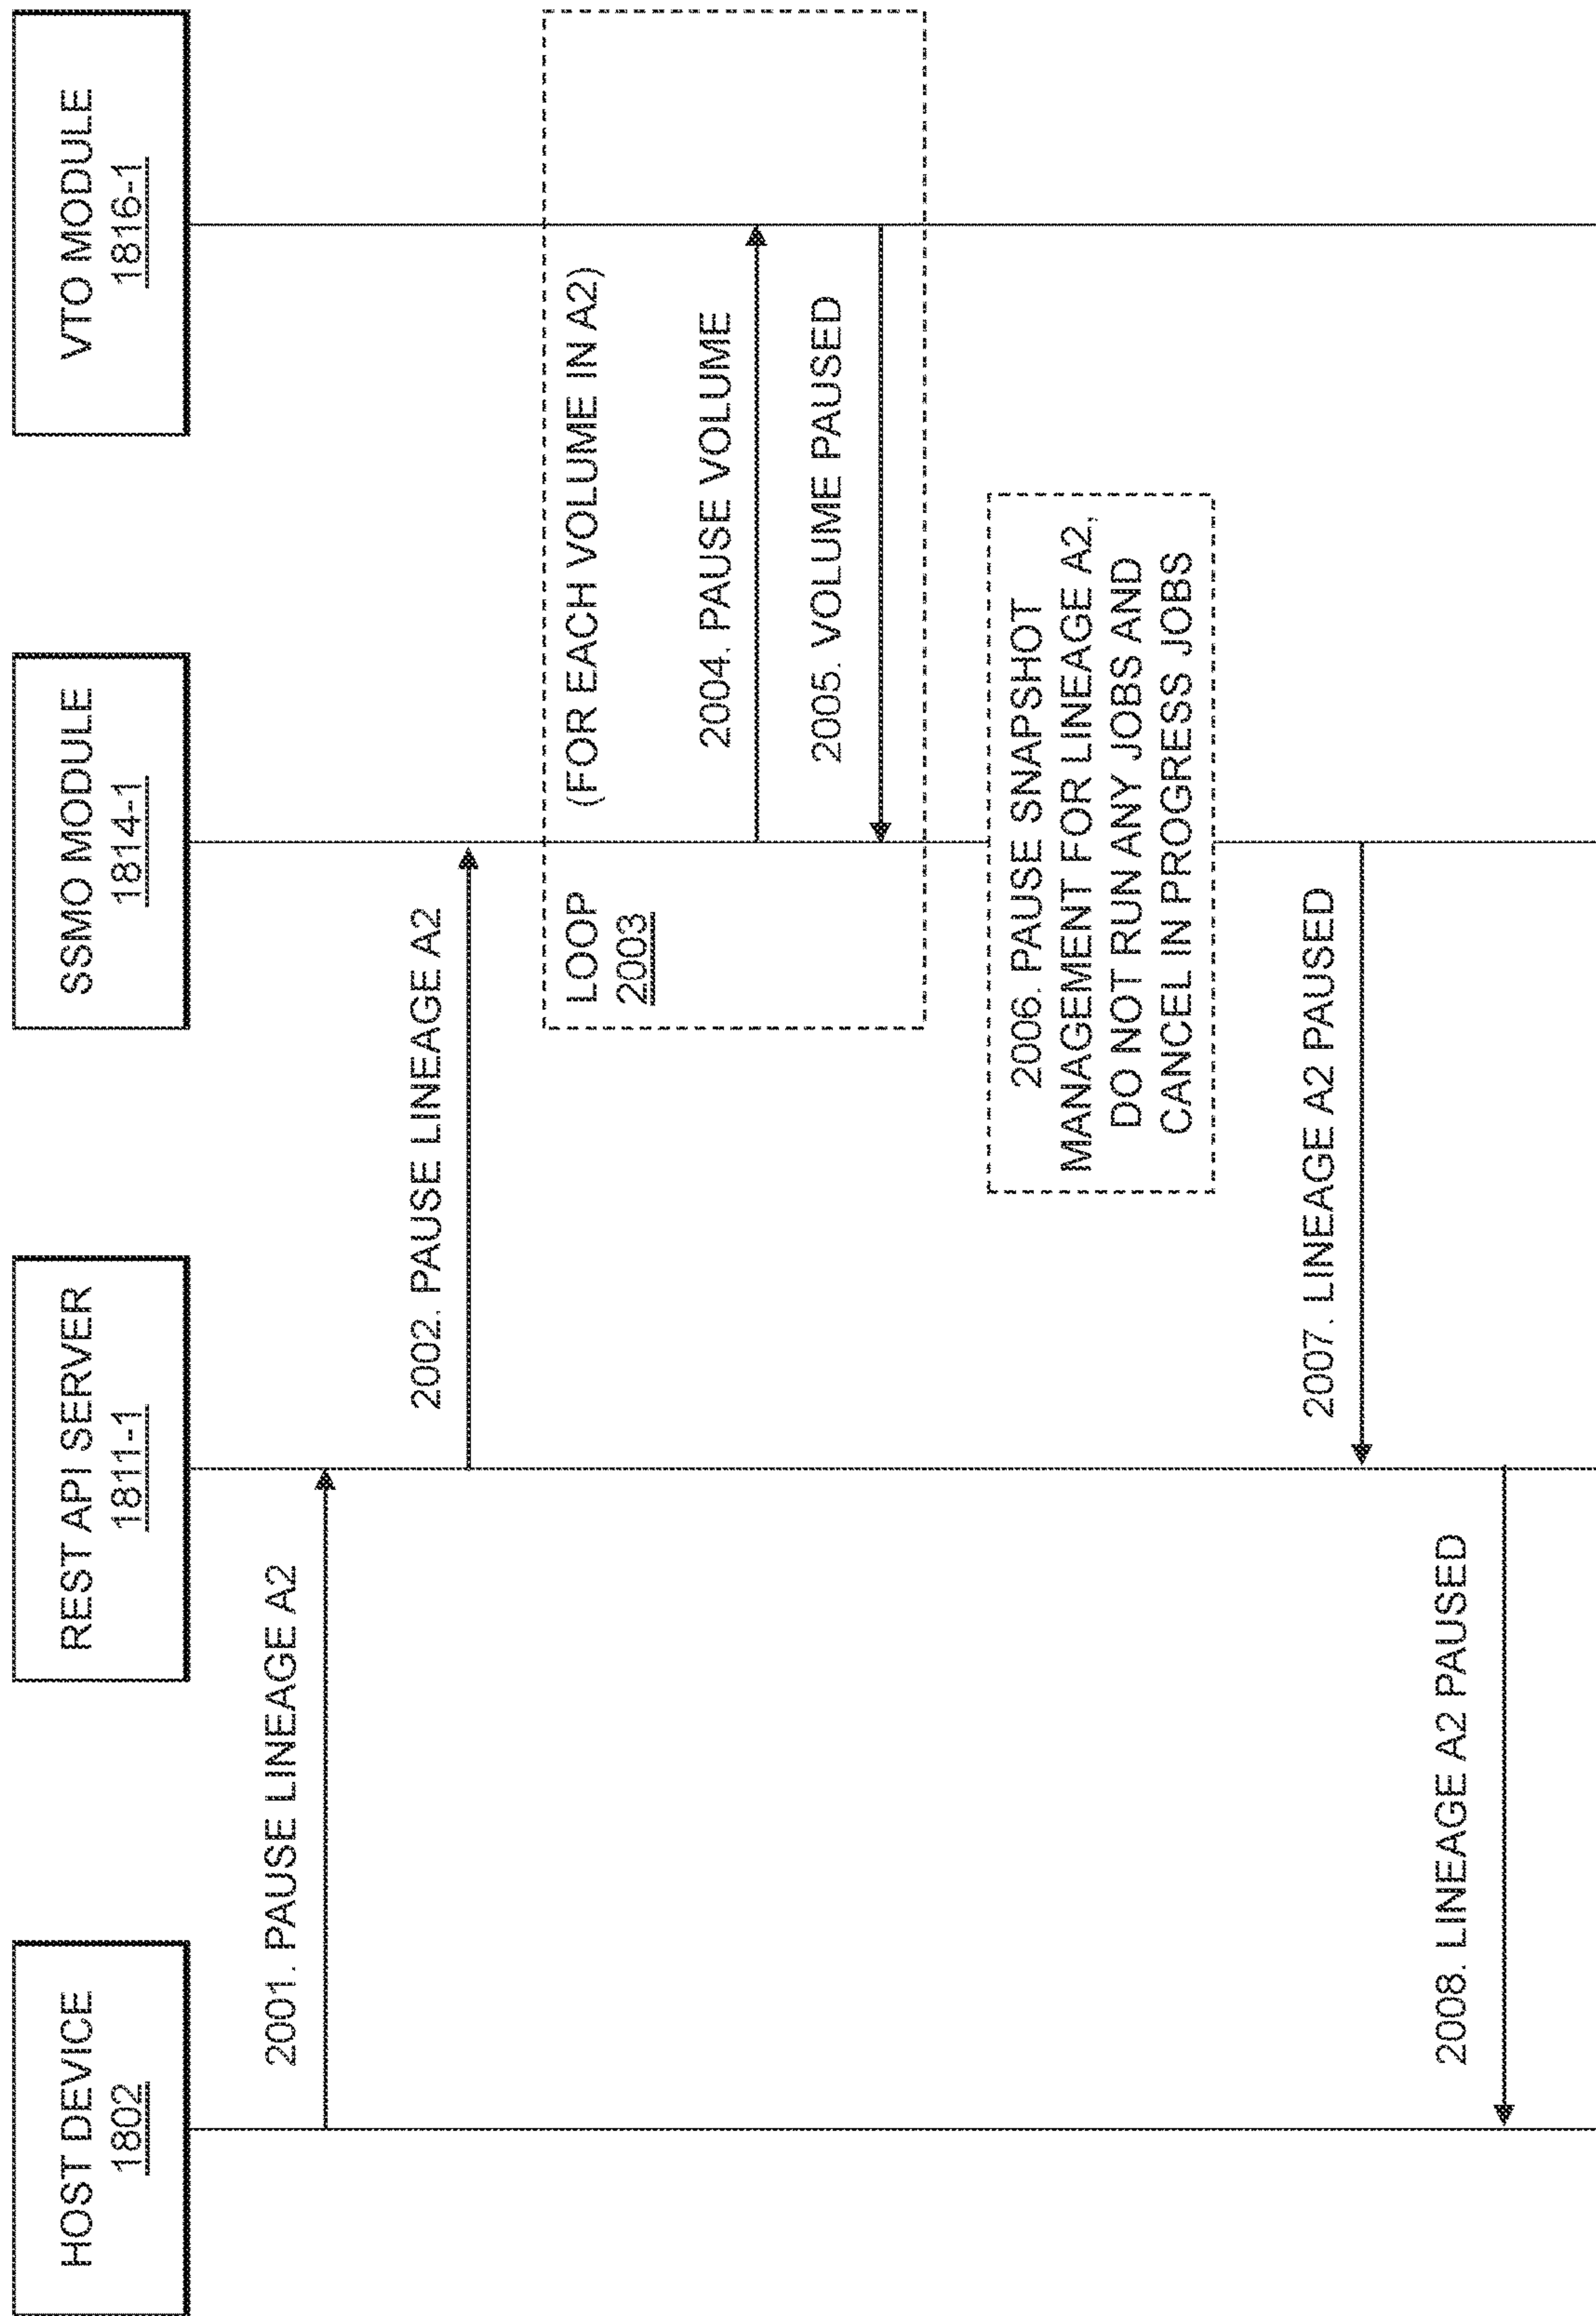 HOST DEVICE
1802
REST API SERVER
1811-1
SSMO MODULE
1814-1
VTO MODULE
1816-1
2001. PAUSE LINEAGE A2
2002. PAUSE LINEAGE A2
LOOP
2003
(FOR EACH VOLUME IN A2)
2004. PAUSE VOLUME
2005. VOLUME PAUSED
2006. PAUSE SNAPSHOT
MANAGEMENT FOR LINEAGE A2,
DO NOT RUN ANY JOBS AND
CANCEL IN PROGRESS JOBS
2007. LINEAGE A2 PAUSED
2008. LINEAGE A2 PAUSED